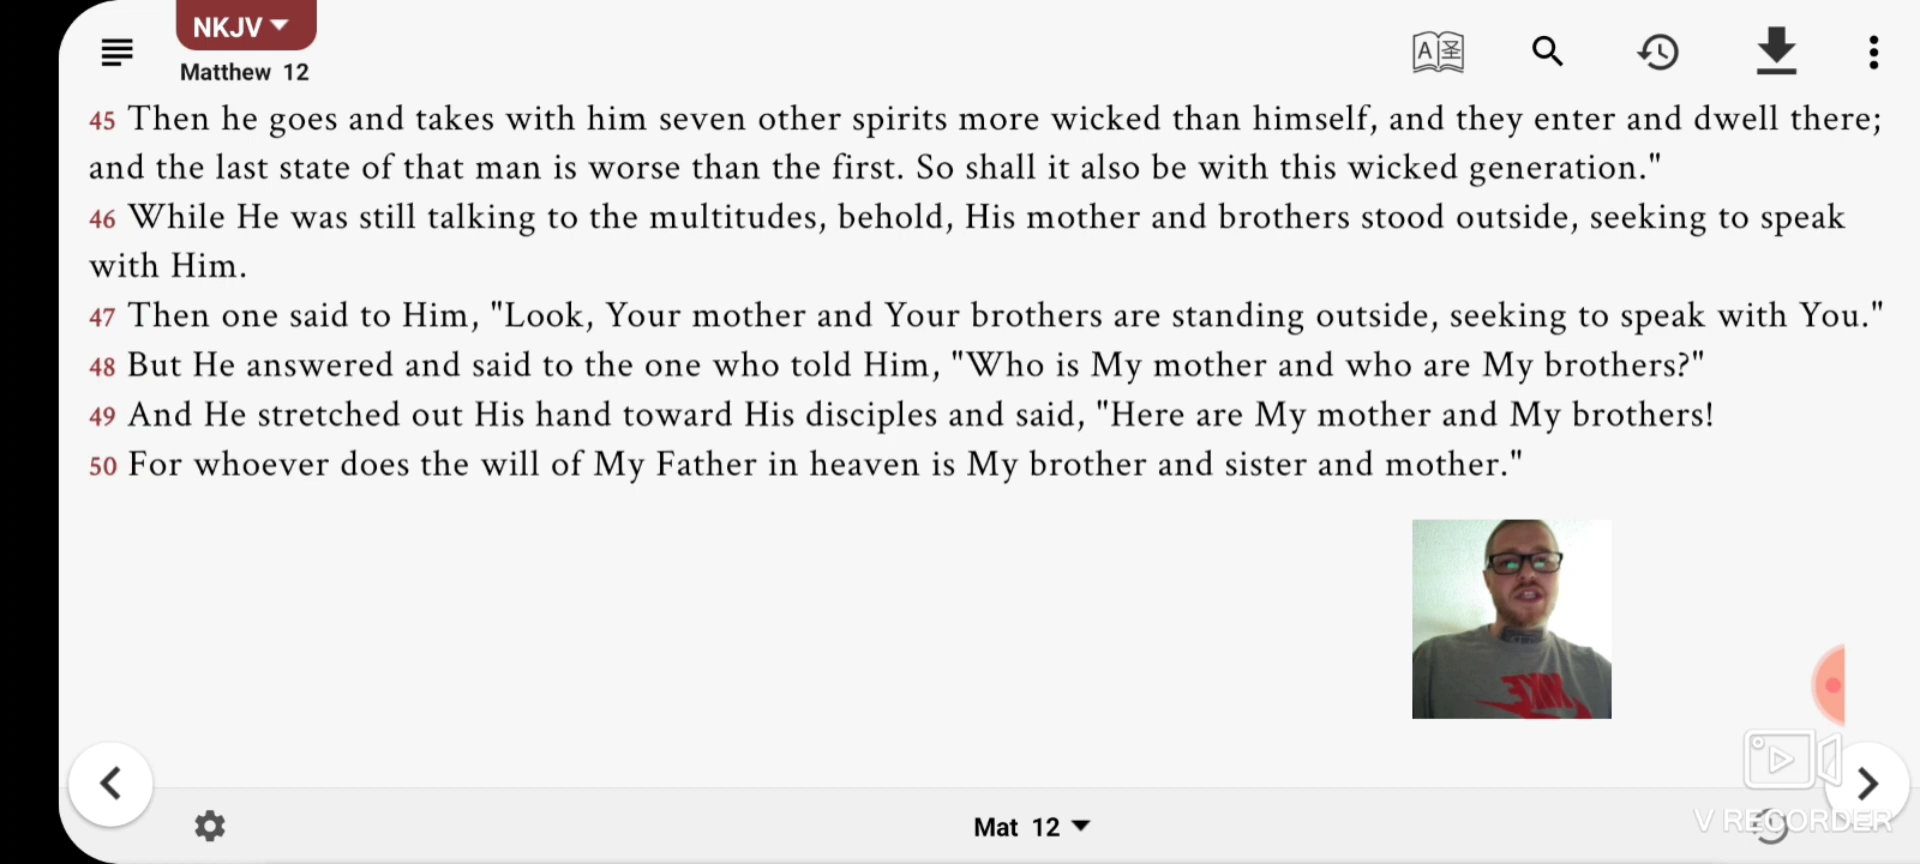 NKJV
Matthew 12
A 圣
45 Then he goes and takes with him seven other spirits more wicked than himself, and they enter and dwell there;
and the last state of that man is worse than the first. So shall it also be with this wicked generation."
46 While He was still talking to the multitudes, behold, His mother and brothers stood outside, seeking to speak
with Him.
47 Then one said to Him, "Look, Your mother and Your brothers are standing outside, seeking to speak with You."
48 But He answered and said to the one who told Him, "Who is My mother and who are My brothers?"
49 And He stretched out His hand toward His disciples and said, "Here are My mother and My brothers!
50 For whoever does the will of My Father in heaven is My brother and sister and mother."
Mat 12
V RECORDER